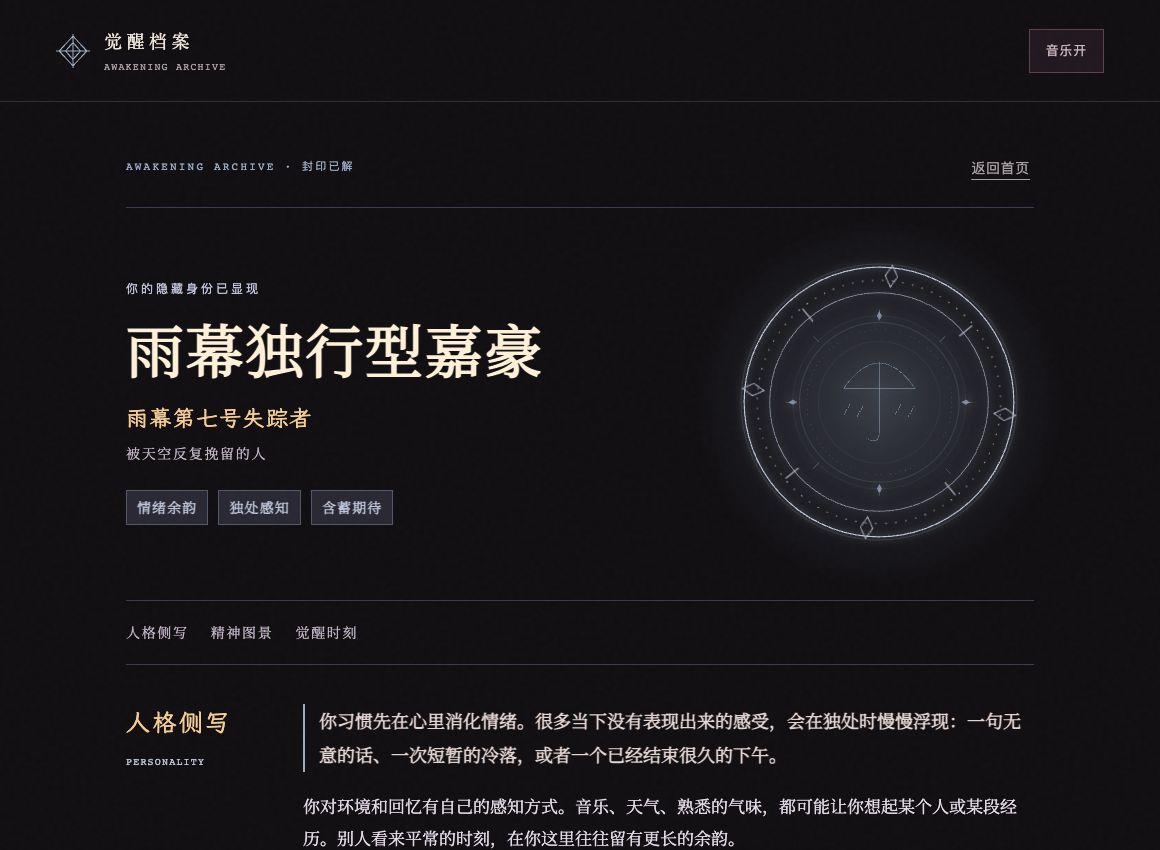 觉醒档案
AWAKENING ARCHIVE
音乐开
AWAKENING ARCHIVE · 封印已解
返回首页
你的隐藏身份已显现
雨幕独行型嘉豪
雨幕第七号失踪者
被天空反复挽留的人
情绪余韵 独处感知 含蓄期待
人格侧写 精神图景 觉醒时刻
人格侧写
PERSONALITY
你习惯先在心里消化情绪。很多当下没有表现出来的感受，会在独处时慢慢浮现：一句无
意的话、一次短暂的冷落，或者一个已经结束很久的下午。
你对环境和回忆有自己的感知方式。音乐、天气、熟悉的气味，都可能让你想起某个人或某段经
历。别人看来平常的时刻，在你这里往往留有更长的余韵。